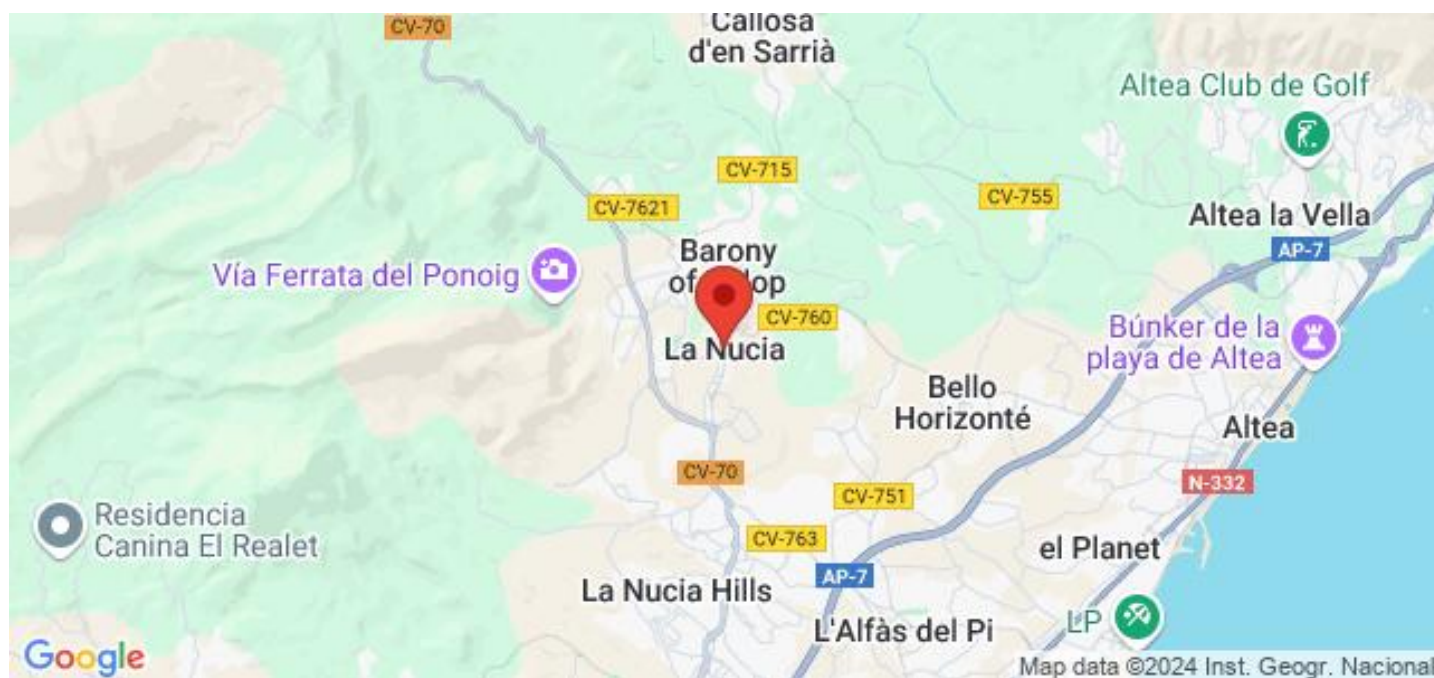 CV-70
Callosa
d'en Sarrià
Altea Club de Golf
CV-715
CV-7621
CV-755
Altea la Vella
AP-7
Barony
Vía Ferrata del Ponoig
CV-760
La Nucia
Búnker de la
playa de Altea
Bello
Horizonté
Altea
CV-70
N-332
CV-751
Residencia
Canina El Realet
CV-763
el Planet
AP-7
La Nucia Hills
L'Alfàs del Pi
LP
Google
Map data ©2024 Inst. Geogr. Nacional